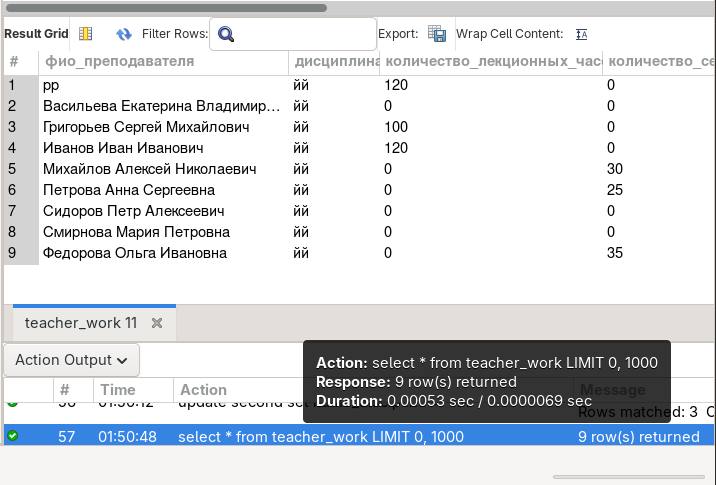 Result Grid Filter Rows: Export: Wrap Cell Content: IA
# фио_преподавателя дисциплина количество_лекционных_часо количество_се
1 рр йй 120 0
2 Васильева Екатерина Владимир... йй 0 0
3 Григорьев Сергей Михайлович йй 100 0
4 Иванов Иван Иванович йй 120 0
5 Михайлов Алексей Николаевич йй 0 30
6 Петрова Анна Сергеевна йй 0 25
7 Сидоров Петр Алексеевич йй 0 0
8 Смирнова Мария Петровна йй 0 0
9 Федорова Ольга Ивановна йй 0 35
teacher_work 11
Action Output
Action: select * from teacher_work LIMIT 0, 1000
Response: 9 row(s) returned
Duration: 0.00053 sec / 0.0000069 sec
# Time Action Message
56 01:50:12 update second set
Rows matched: 3
57 01:50:48 select * from teacher_work LIMIT 0, 1000 9 row(s) returned